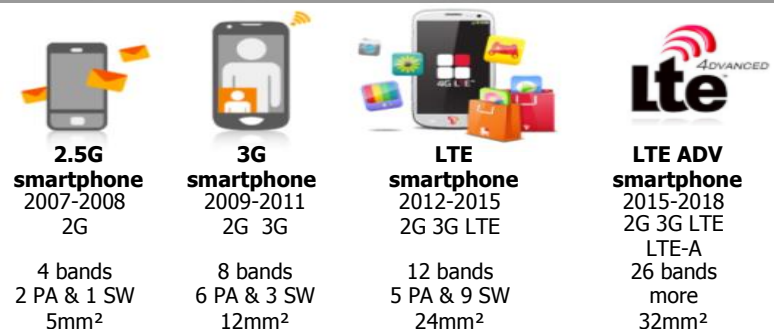 4G LTE
4DVANCED
Lte
2.5G
smartphone
2007-2008
2G
4 bands
2 PA & 1 SW
5mm²
3G
smartphone
2009-2011
2G 3G
8 bands
6 PA & 3 SW
12mm²
LTE
smartphone
2012-2015
2G 3G LTE
12 bands
5 PA & 9 SW
24mm²
LTE ADV
smartphone
2015-2018
2G 3G LTE
LTE-A
26 bands
more
32mm²